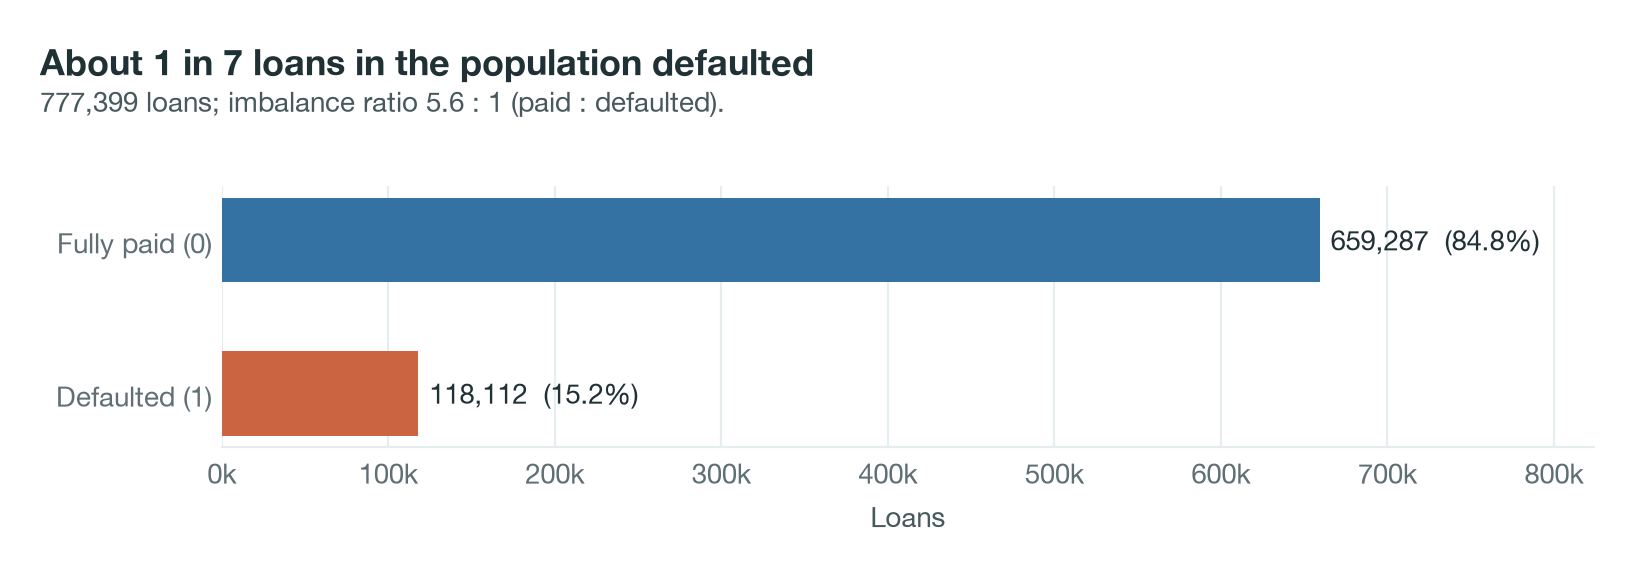 About 1 in 7 loans in the population defaulted
777,399 loans; imbalance ratio 5.6 : 1 (paid : defaulted).
Fully paid (0)
659,287 (84.8%)
Defaulted (1)
118,112 (15.2%)
0k 100k 200k 300k 400k 500k 600k 700k 800k
Loans